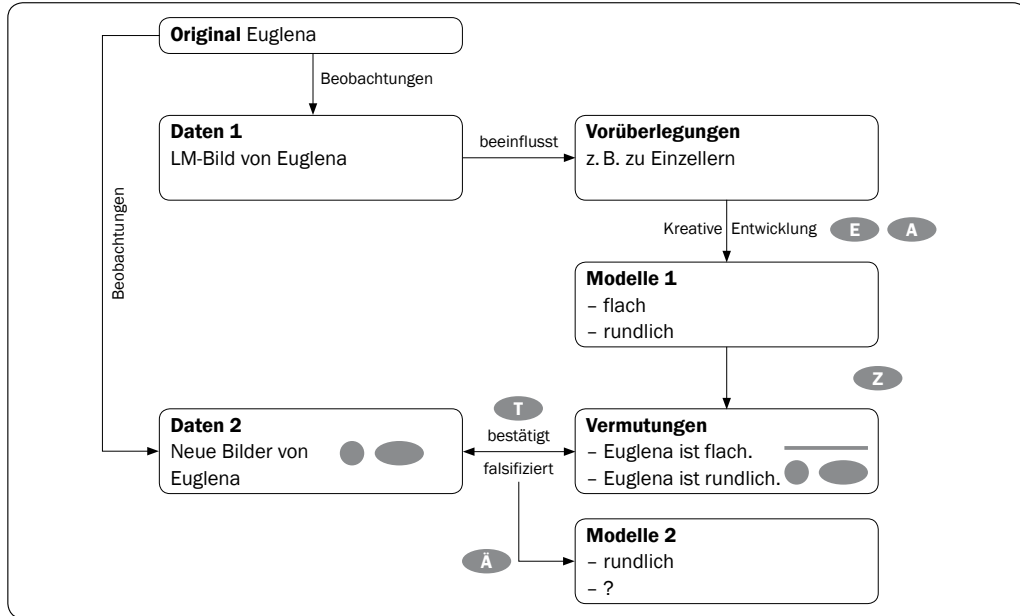 Original Euglena
Beobachtungen
Daten 1
LM-Bild von Euglena
beeinflusst
Vorüberlegungen
z. B. zu Einzellern
Beobachtungen
Kreative Entwicklung E A
Modelle 1
– flach
– rundlich
Z
Daten 2
Neue Bilder von
Euglena
T
bestätigt
falsifiziert
Vermutungen
– Euglena ist flach.
– Euglena ist rundlich.
Ä
Modelle 2
– rundlich
– ?